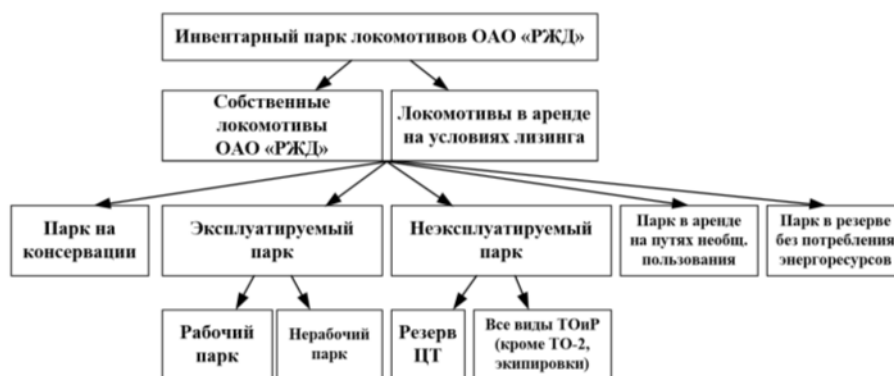 Инвентарный парк локомотивов ОАО «РЖД»
Собственные
локомотивы
ОАО «РЖД»
Локомотивы в аренде
на условиях лизинга
Парк на
консервации
Эксплуатируемый
парк
Неэксплуатируемый
парк
Парк в аренде
на путях необщ.
пользования
Парк в резерве
без потребления
энергоресурсов
Рабочий
парк
Нерабочий
парк
Резерв
ЦТ
Все виды ТОиР
(кроме ТО-2,
экипировки)